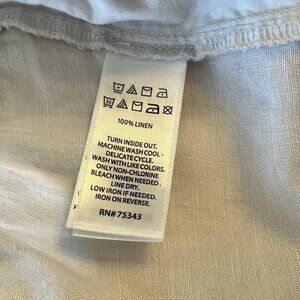 100% LINEN
TURN INSIDE OUT.
MACHINE WASH COOL -
DELICATE CYCLE.
WASH WITH LIKE COLORS.
ONLY NON-CHLORINE
BLEACH WHEN NEEDED.
LINE DRY.
LOW IRON IF NEEDED.
IRON ON REVERSE.
RN# 75343